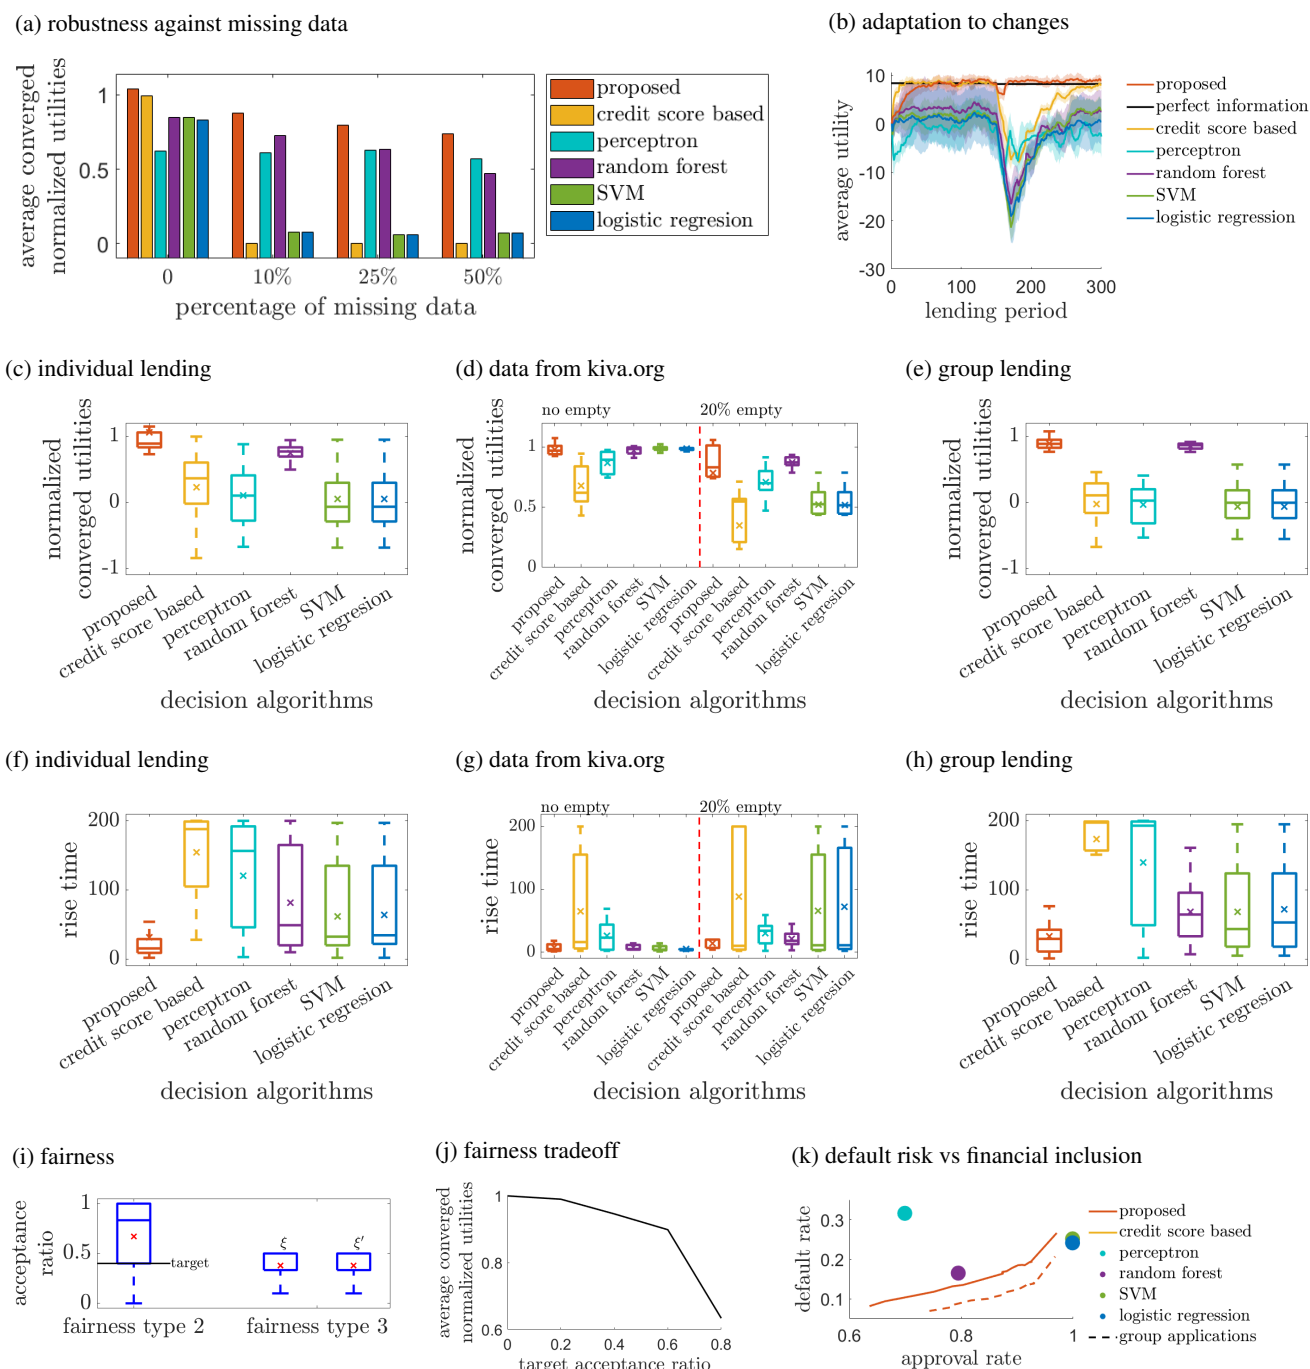 (a) robustness against missing data
average converged
normalized utilities
1
0.5
0
0 10% 25% 50%
percentage of missing data
proposed
credit score based
perceptron
random forest
SVM
logistic regresion
(b) adaptation to changes
average utility
10
0
-10
-20
-30
0 100 200 300
lending period
proposed
perfect information
credit score based
perceptron
random forest
SVM
logistic regression
(c) individual lending
normalized
converged utilities
1
0
-1
proposed
credit score based
perceptron
random forest
SVM
logistic regresion
decision algorithms
(d) data from kiva.org
no empty 20% empty
normalized
converged utilities
1
0.5
0
proposed
credit score based
perceptron
random forest
SVM
logistic regresion
proposed
credit score based
perceptron
random forest
SVM
logistic regresion
decision algorithms
(e) group lending
normalized
converged utilities
1
0
-1
proposed
credit score based
perceptron
random forest
SVM
logistic regresion
decision algorithms
(f) individual lending
rise time
200
100
0
proposed
credit score based
perceptron
random forest
SVM
logistic regresion
decision algorithms
(g) data from kiva.org
no empty 20% empty
rise time
200
100
0
proposed
credit score based
perceptron
random forest
SVM
logistic regresion
proposed
credit score based
perceptron
random forest
SVM
logistic regresion
decision algorithms
(h) group lending
rise time
200
100
0
proposed
credit score based
perceptron
random forest
SVM
logistic regresion
decision algorithms
(i) fairness
acceptance
ratio
1
0.5
0
target
ξ ξ′
fairness type 2 fairness type 3
(j) fairness tradeoff
average converged
normalized utilities
1
0.8
0.6
0 0.2 0.4 0.6 0.8
target acceptance ratio
(k) default risk vs financial inclusion
default rate
0.3
0.2
0.1
0.6 0.8 1
approval rate
proposed
credit score based
perceptron
random forest
SVM
logistic regression
group applications